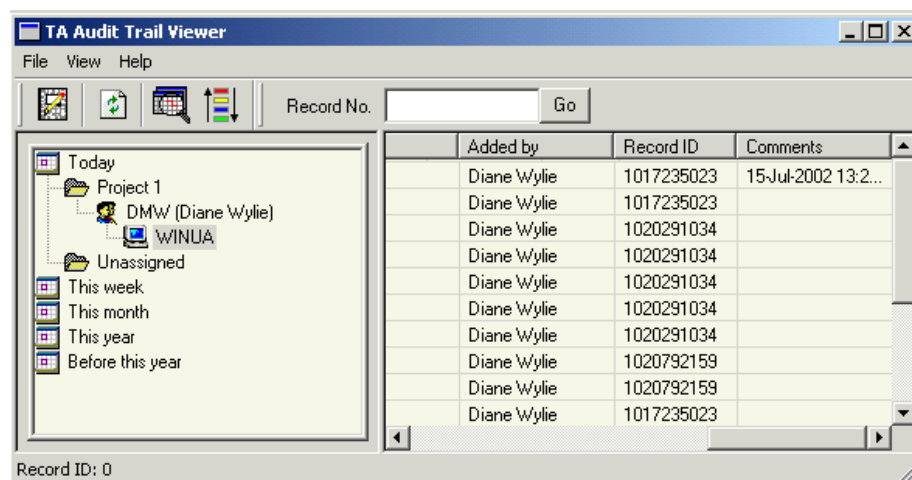 TA Audit Trail Viewer
File View Help
Record No. Go
Today
Project 1
DMW (Diane Wylie)
WINUA
Unassigned
This week
This month
This year
Before this year
Added by Record ID Comments
Diane Wylie 1017235023 15-Jul-2002 13:2...
Diane Wylie 1017235023
Diane Wylie 1020291034
Diane Wylie 1020291034
Diane Wylie 1020291034
Diane Wylie 1020291034
Diane Wylie 1020291034
Diane Wylie 1020792159
Diane Wylie 1020792159
Diane Wylie 1017235023
Record ID: 0